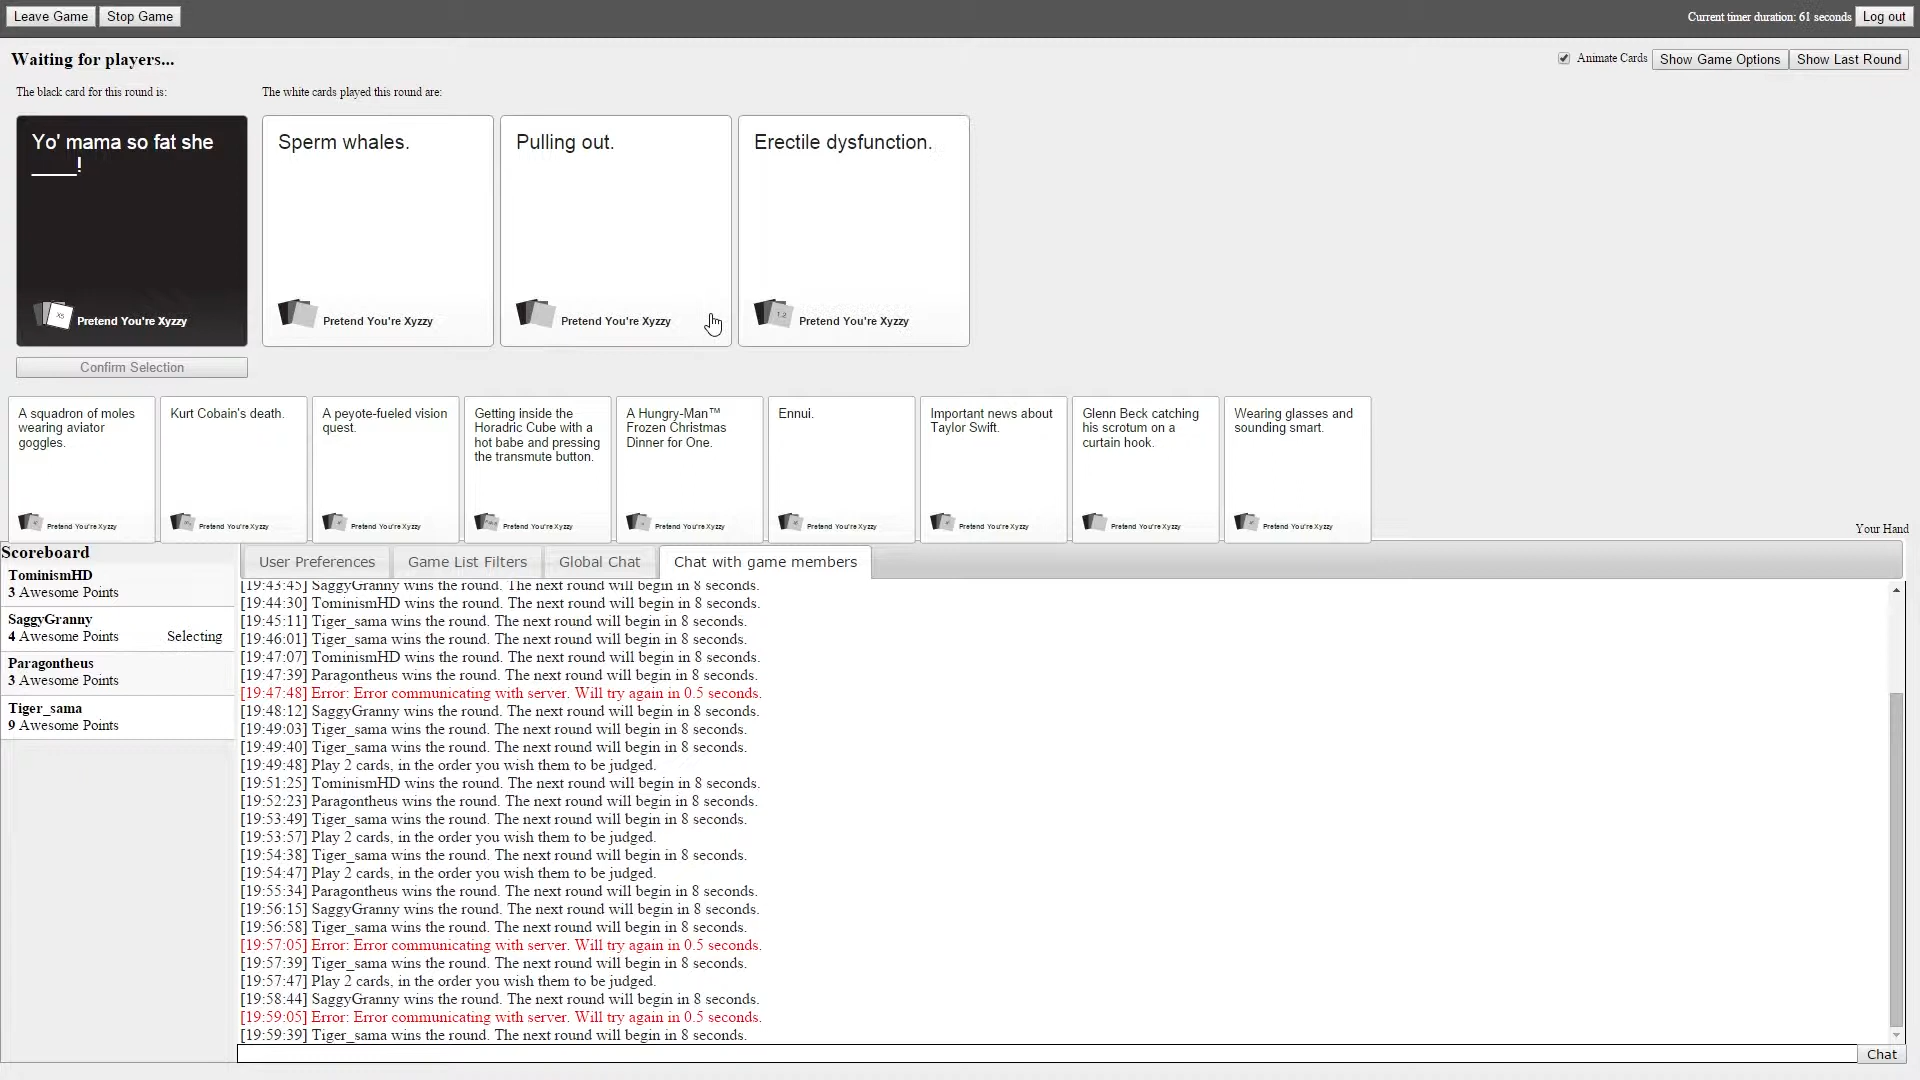 Leave Game
Stop Game
Current timer duration: 61 seconds
Log out
Waiting for players...
Animate Cards
Show Game Options
Show Last Round
The black card for this round is:
The white cards played this round are:
Yo' mama so fat she
____!
Pretend You're Xyzzy
Sperm whales.
Pretend You're Xyzzy
Pulling out.
Pretend You're Xyzzy
Erectile dysfunction.
1.2
Pretend You're Xyzzy
Confirm Selection
A squadron of moles
wearing aviator
goggles.
Pretend You're Xyzzy
Kurt Cobain's death.
Pretend You're Xyzzy
A peyote-fueled vision
quest.
Pretend You're Xyzzy
Getting inside the
Horadric Cube with a
hot babe and pressing
the transmute button.
Pretend You're Xyzzy
A Hungry-Man™
Frozen Christmas
Dinner for One.
Pretend You're Xyzzy
Ennui.
Pretend You're Xyzzy
Important news about
Taylor Swift.
Pretend You're Xyzzy
Glenn Beck catching
his scrotum on a
curtain hook.
Pretend You're Xyzzy
Wearing glasses and
sounding smart.
Pretend You're Xyzzy
Your Hand
Scoreboard
TominismHD
3 Awesome Points
SaggyGranny
4 Awesome Points
Selecting
Paragontheus
3 Awesome Points
Tiger_sama
9 Awesome Points
User Preferences
Game List Filters
Global Chat
Chat with game members
[19:43:45] SaggyGranny wins the round. The next round will begin in 8 seconds.
[19:44:30] TominismHD wins the round. The next round will begin in 8 seconds.
[19:45:11] Tiger_sama wins the round. The next round will begin in 8 seconds.
[19:46:01] Tiger_sama wins the round. The next round will begin in 8 seconds.
[19:47:07] TominismHD wins the round. The next round will begin in 8 seconds.
[19:47:39] Paragontheus wins the round. The next round will begin in 8 seconds.
[19:47:48] Error: Error communicating with server. Will try again in 0.5 seconds.
[19:48:12] SaggyGranny wins the round. The next round will begin in 8 seconds.
[19:49:03] Tiger_sama wins the round. The next round will begin in 8 seconds.
[19:49:40] Tiger_sama wins the round. The next round will begin in 8 seconds.
[19:49:48] Play 2 cards, in the order you wish them to be judged.
[19:51:25] TominismHD wins the round. The next round will begin in 8 seconds.
[19:52:23] Paragontheus wins the round. The next round will begin in 8 seconds.
[19:53:49] Tiger_sama wins the round. The next round will begin in 8 seconds.
[19:53:57] Play 2 cards, in the order you wish them to be judged.
[19:54:38] Tiger_sama wins the round. The next round will begin in 8 seconds.
[19:54:47] Play 2 cards, in the order you wish them to be judged.
[19:55:34] Paragontheus wins the round. The next round will begin in 8 seconds.
[19:56:15] SaggyGranny wins the round. The next round will begin in 8 seconds.
[19:56:58] Tiger_sama wins the round. The next round will begin in 8 seconds.
[19:57:05] Error: Error communicating with server. Will try again in 0.5 seconds.
[19:57:39] Tiger_sama wins the round. The next round will begin in 8 seconds.
[19:57:47] Play 2 cards, in the order you wish them to be judged.
[19:58:44] SaggyGranny wins the round. The next round will begin in 8 seconds.
[19:59:05] Error: Error communicating with server. Will try again in 0.5 seconds.
[19:59:39] Tiger_sama wins the round. The next round will begin in 8 seconds.
Chat